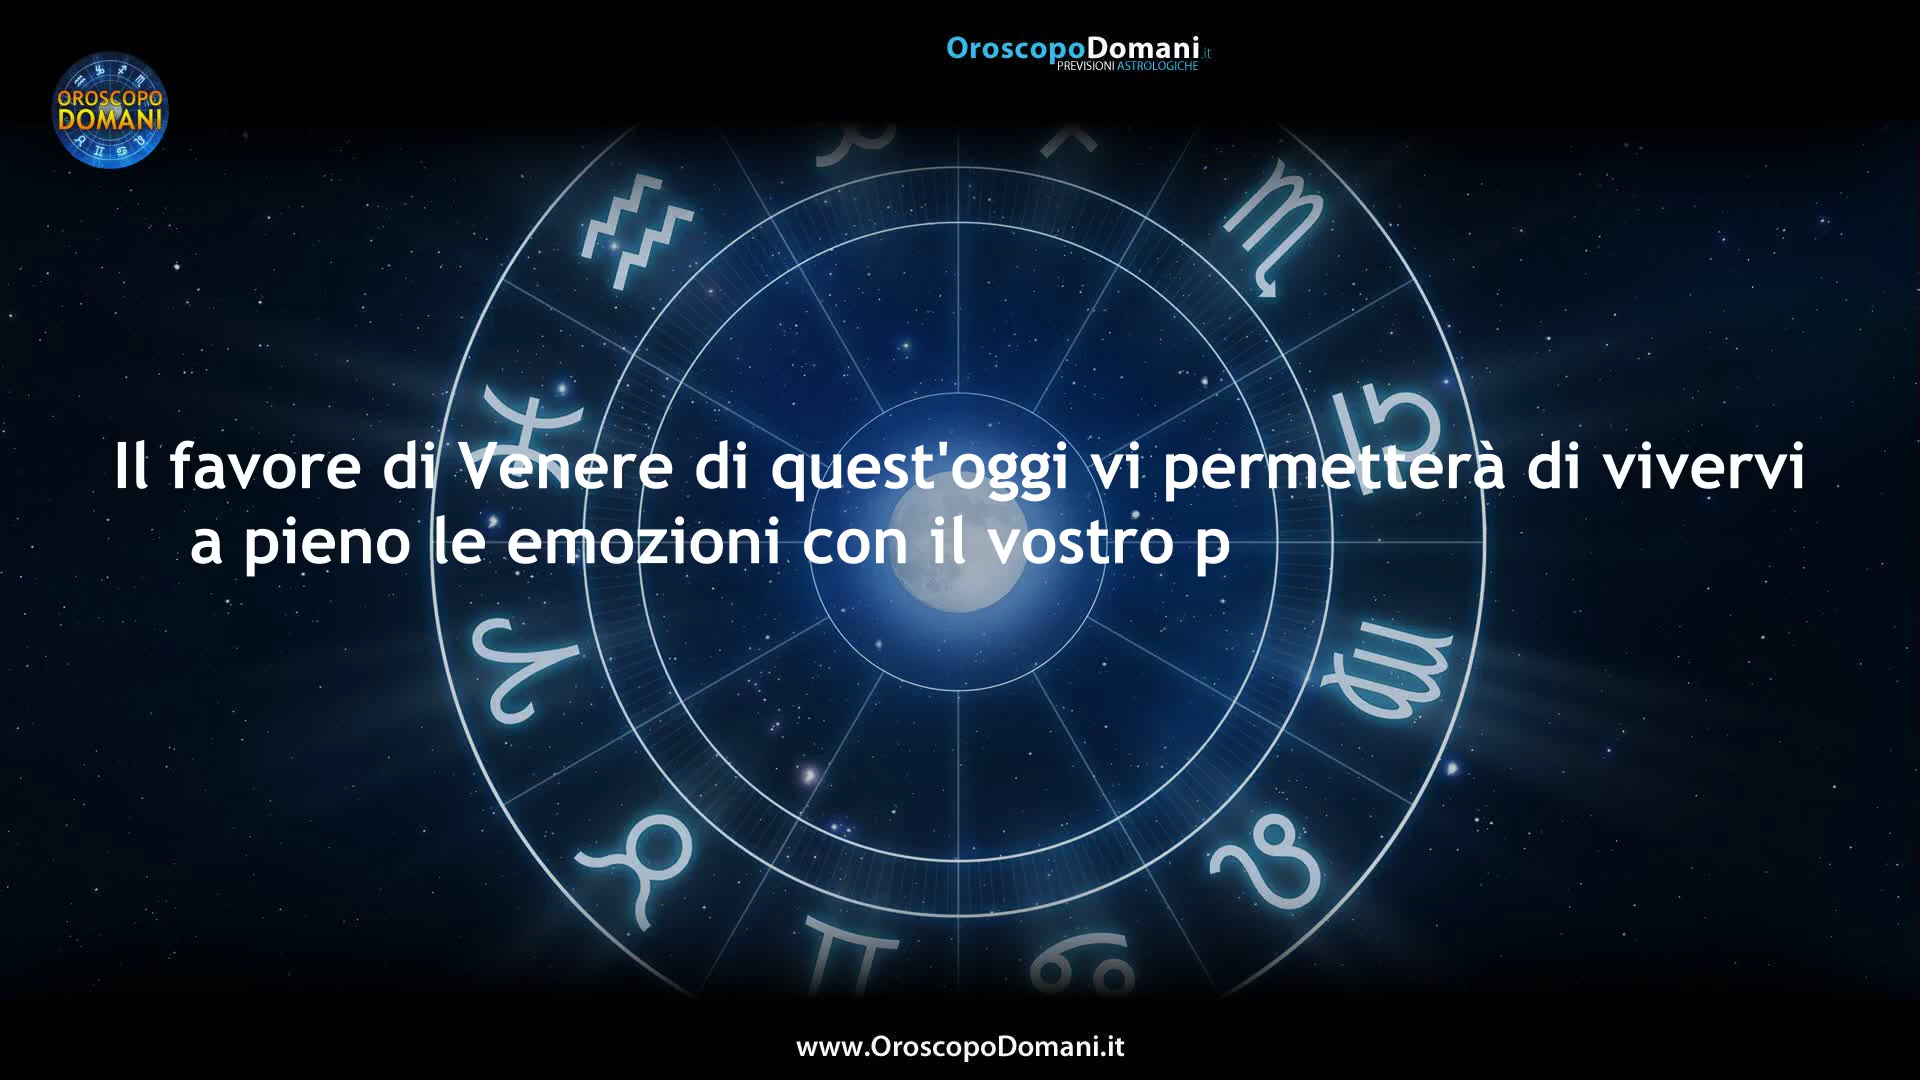 OroscopoDomani.it
PREVISIONI ASTROLOGICHE
OROSCOPO
DOMANI
Il favore di Venere di quest'oggi vi permetterà di vivervi
a pieno le emozioni con il vostro p
www.OroscopoDomani.it